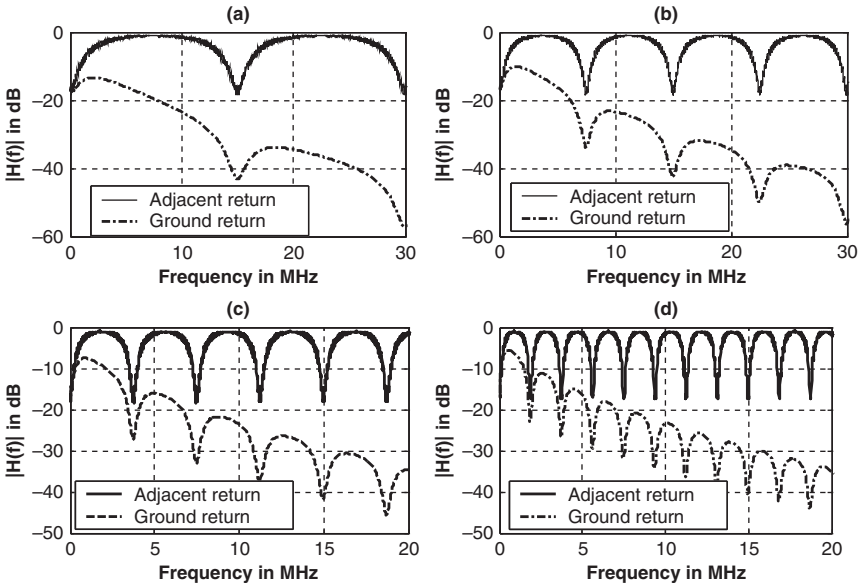 (a)
|H(f)| in dB
0
–20
–40
–60
0
10
20
30
Adjacent return
Ground return
Frequency in MHz
(b)
|H(f)| in dB
0
–20
–40
–60
0
10
20
30
Adjacent return
Ground return
Frequency in MHz
(c)
|H(f)| in dB
0
–10
–20
–30
–40
–50
0
5
10
15
20
Adjacent return
Ground return
Frequency in MHz
(d)
|H(f)| in dB
0
–10
–20
–30
–40
–50
0
5
10
15
20
Adjacent return
Ground return
Frequency in MHz